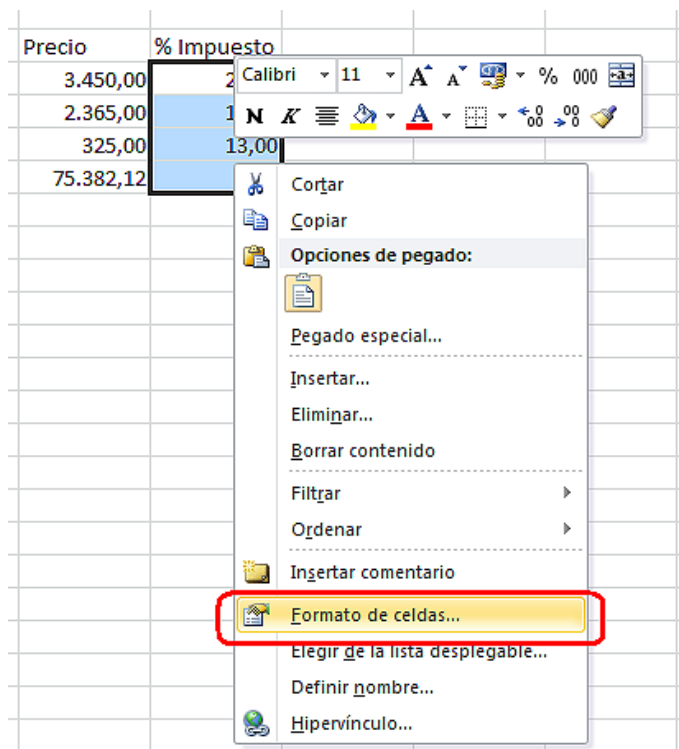 Precio % Impuesto
3.450,00 2 Calibri 11 A A % 000
2.365,00 1 N K A
325,00 13,00
75.382,12
Cortar
Copiar
Opciones de pegado:
Pegado especial...
Insertar...
Eliminar...
Borrar contenido
Filtrar
Ordenar
Insertar comentario
Formato de celdas...
Elegir de la lista desplegable...
Definir nombre...
Hipervínculo...